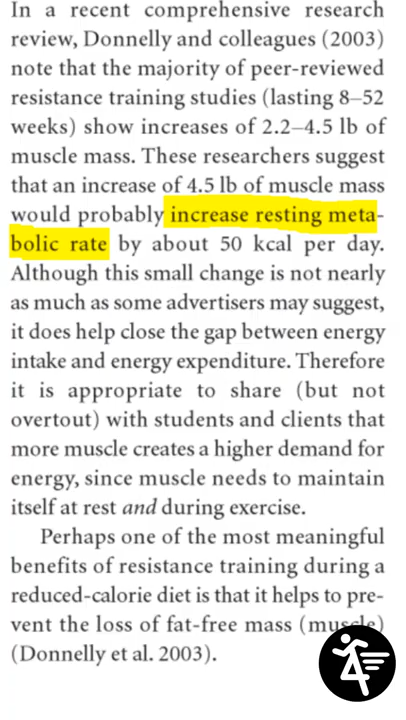 In a recent comprehensive research
review, Donnelly and colleagues (2003)
note that the majority of peer-reviewed
resistance training studies (lasting 8–52
weeks) show increases of 2.2–4.5 lb of
muscle mass. These researchers suggest
that an increase of 4.5 lb of muscle mass
would probably increase resting meta-
bolic rate by about 50 kcal per day.
Although this small change is not nearly
as much as some advertisers may suggest,
it does help close the gap between energy
intake and energy expenditure. Therefore
it is appropriate to share (but not
overtout) with students and clients that
more muscle creates a higher demand for
energy, since muscle needs to maintain
itself at rest and during exercise.
Perhaps one of the most meaningful
benefits of resistance training during a
reduced-calorie diet is that it helps to pre-
vent the loss of fat-free mass (muscle)
(Donnelly et al. 2003).